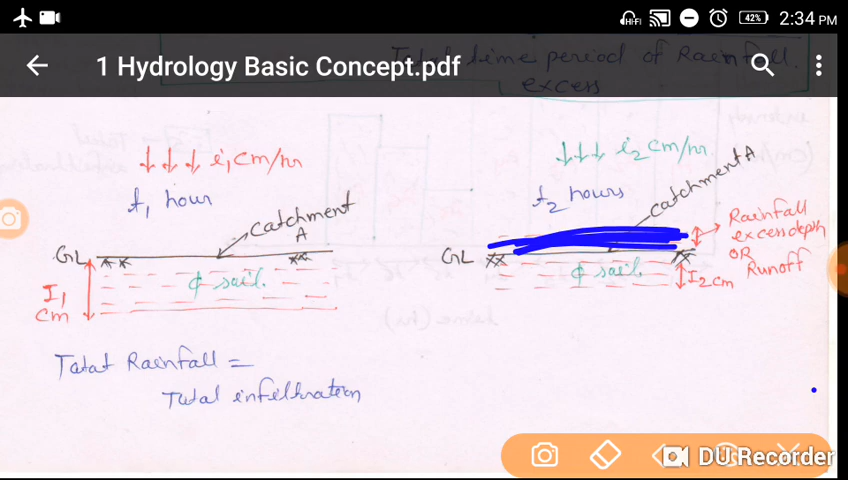 Hi-Fi 42% 2:34 PM
1 Hydrology Basic Concept.pdf
Total time period of Rainfall
excess
i₁ cm/hr
t₁ hour
catchment
A
GL
φ soil.
I₁
cm
Total Rainfall =
Total infiltration
i₂ cm/hr.
t₂ hours
catchment A
GL
φ soil.
I₂ cm
Rainfall
excess depth
OR
Runoff
DU Recorder